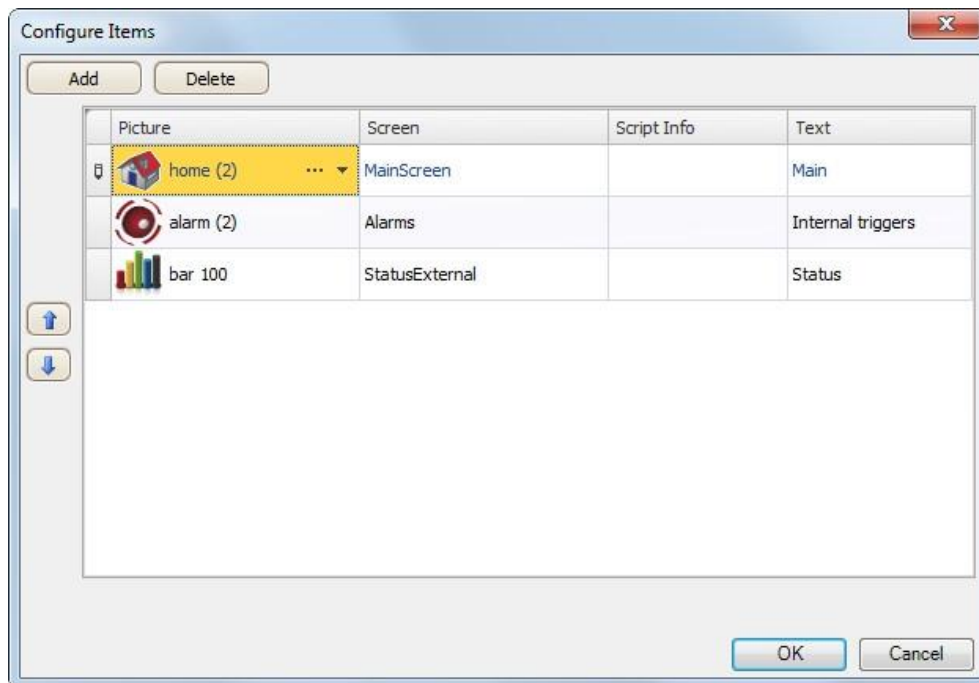 Configure Items
Add Delete
Picture Screen Script Info Text
home (2) ... MainScreen Main
alarm (2) Alarms Internal triggers
bar 100 StatusExternal Status
OK Cancel